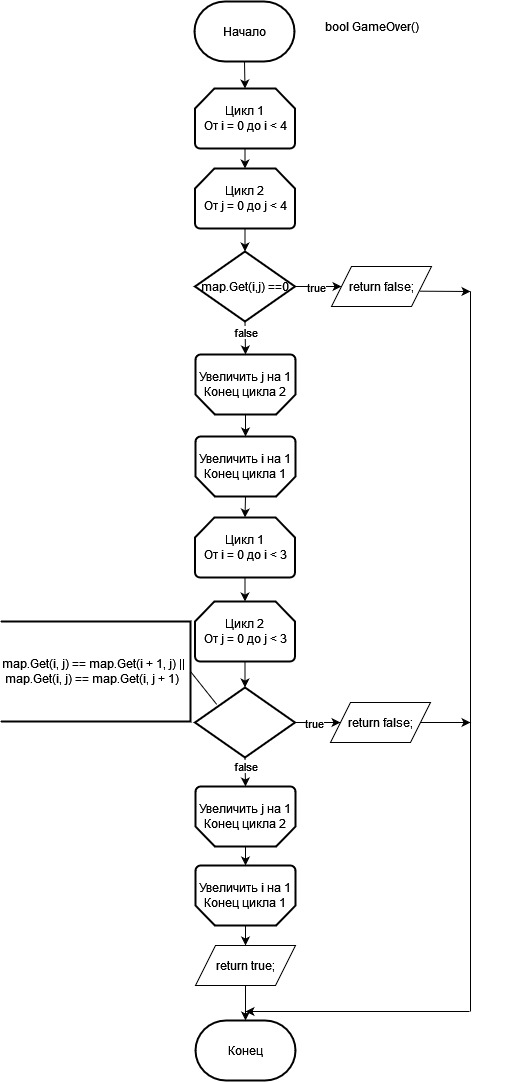 Начало
bool GameOver()
Цикл 1
От i = 0 до i < 4
Цикл 2
От j = 0 до j < 4
map.Get(i,j) ==0
true
return false;
false
Увеличить j на 1
Конец цикла 2
Увеличить i на 1
Конец цикла 1
Цикл 1
От i = 0 до i < 3
Цикл 2
От j = 0 до j < 3
map.Get(i, j) == map.Get(i + 1, j) ||
map.Get(i, j) == map.Get(i, j + 1)
true
return false;
false
Увеличить j на 1
Конец цикла 2
Увеличить i на 1
Конец цикла 1
return true;
Конец